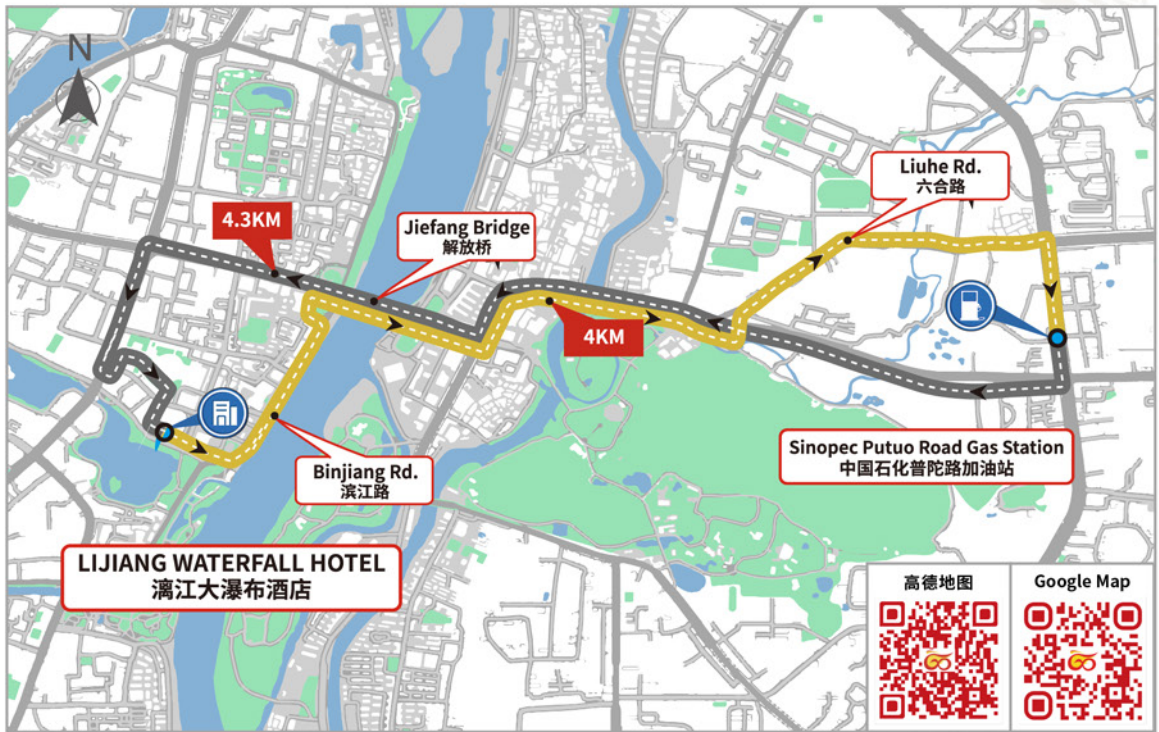 N
Liuhe Rd.
六合路
4.3KM
Jiefang Bridge
解放桥
4KM
Sinopec Putuo Road Gas Station
中国石化普陀路加油站
Binjiang Rd.
滨江路
LIJIANG WATERFALL HOTEL
漓江大瀑布酒店
高德地图
Google Map